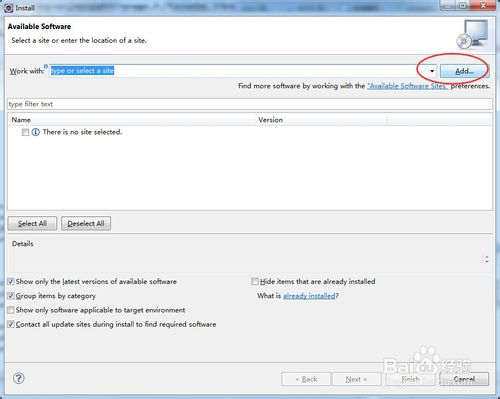 Install
Available Software
Select a site or enter the location of a site.
Work with: type or select a site
Add...
Find more software by working with the "Available Software Sites" preferences.
type filter text
Name Version
There is no site selected.
Select All Deselect All
Details
Show only the latest versions of available software
Hide items that are already installed
Group items by category
What is already installed?
Show only software applicable to target environment
Contact all update sites during install to find required software
Baidu 经验
< Back Next > Finish Cancel